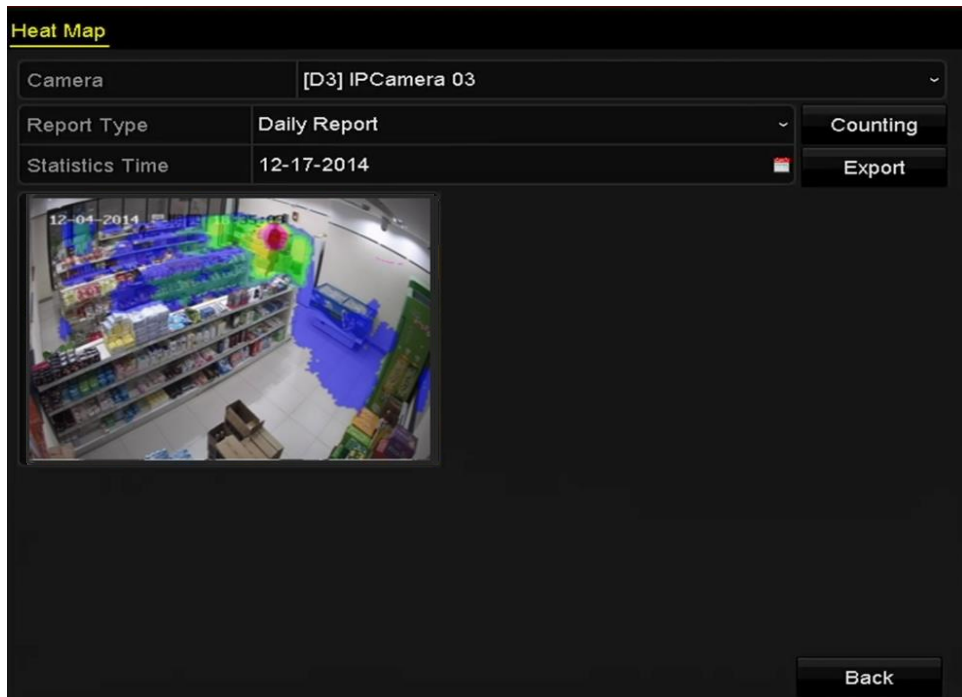 Heat Map
Camera [D3] IPCamera 03
Report Type Daily Report Counting
Statistics Time 12-17-2014 Export
12-04-2014
Back